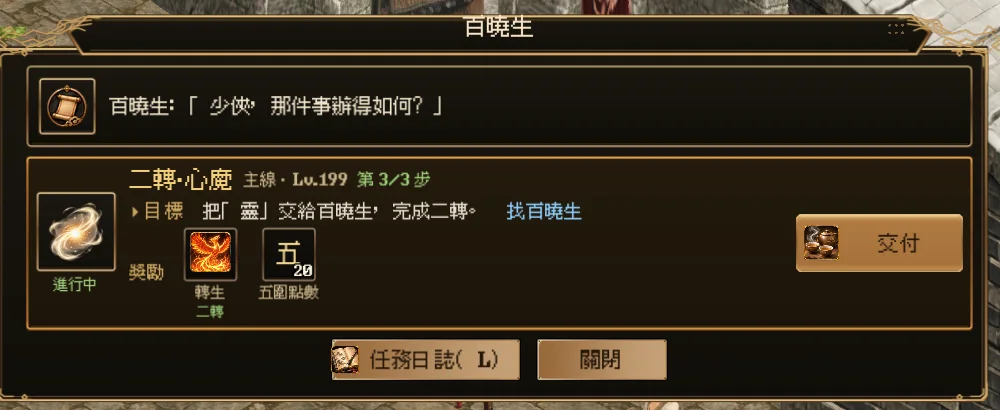 百曉生
百曉生:「 少俠, 那件事辦得如何? 」
二轉·心魔 主線 · Lv.199 第 3/3 步
目標 把「 靈」交給百曉生, 完成二轉。 找百曉生
交付
進行中
獎勵
五
20
轉生
二轉
五圍點數
任務日誌( L)
關閉